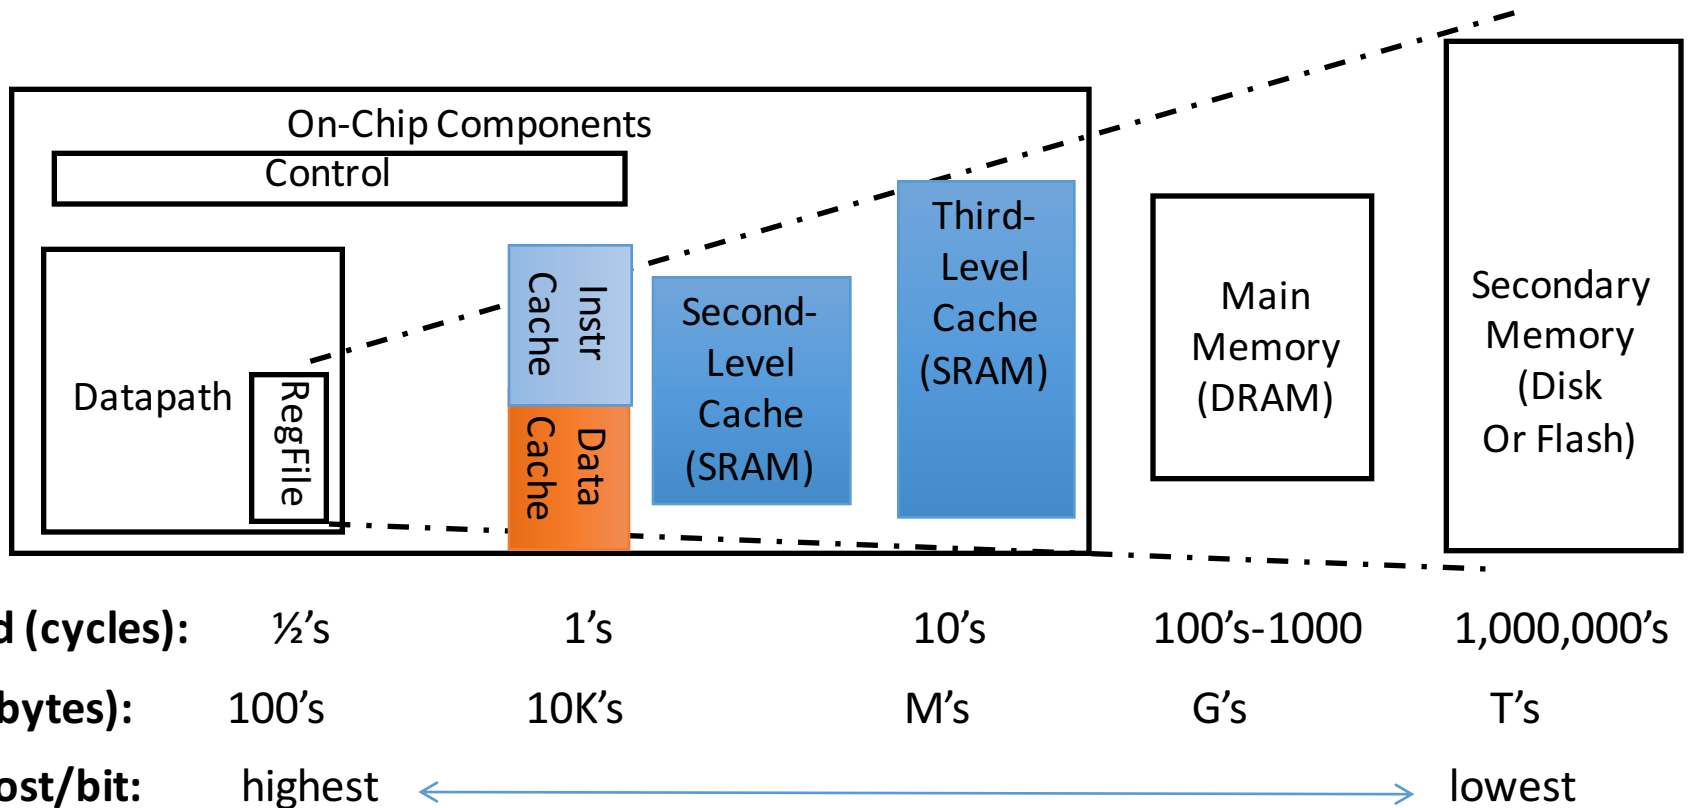 On-Chip Components
Control
Datapath
RegFile
Instr
Cache
Data
Cache
Second-
Level
Cache
(SRAM)
Third-
Level
Cache
(SRAM)
Main
Memory
(DRAM)
Secondary
Memory
(Disk
Or Flash)
d (cycles): ½’s 1’s 10’s 100’s-1000 1,000,000’s
bytes): 100’s 10K’s M’s G’s T’s
ost/bit: highest lowest